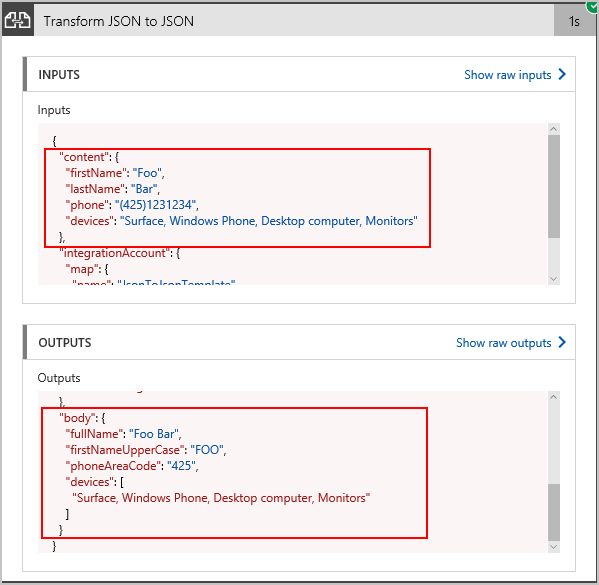 Transform JSON to JSON 1s
INPUTS Show raw inputs
Inputs
{
"content": {
"firstName": "Foo",
"lastName": "Bar",
"phone": "(425)1231234",
"devices": "Surface, Windows Phone, Desktop computer, Monitors"
},
"integrationAccount": {
"map": {
"name": "JsonToJsonTemplate"
OUTPUTS Show raw outputs
Outputs
},
"body": {
"fullName": "Foo Bar",
"firstNameUpperCase": "FOO",
"phoneAreaCode": "425",
"devices": [
"Surface, Windows Phone, Desktop computer, Monitors"
]
}
}